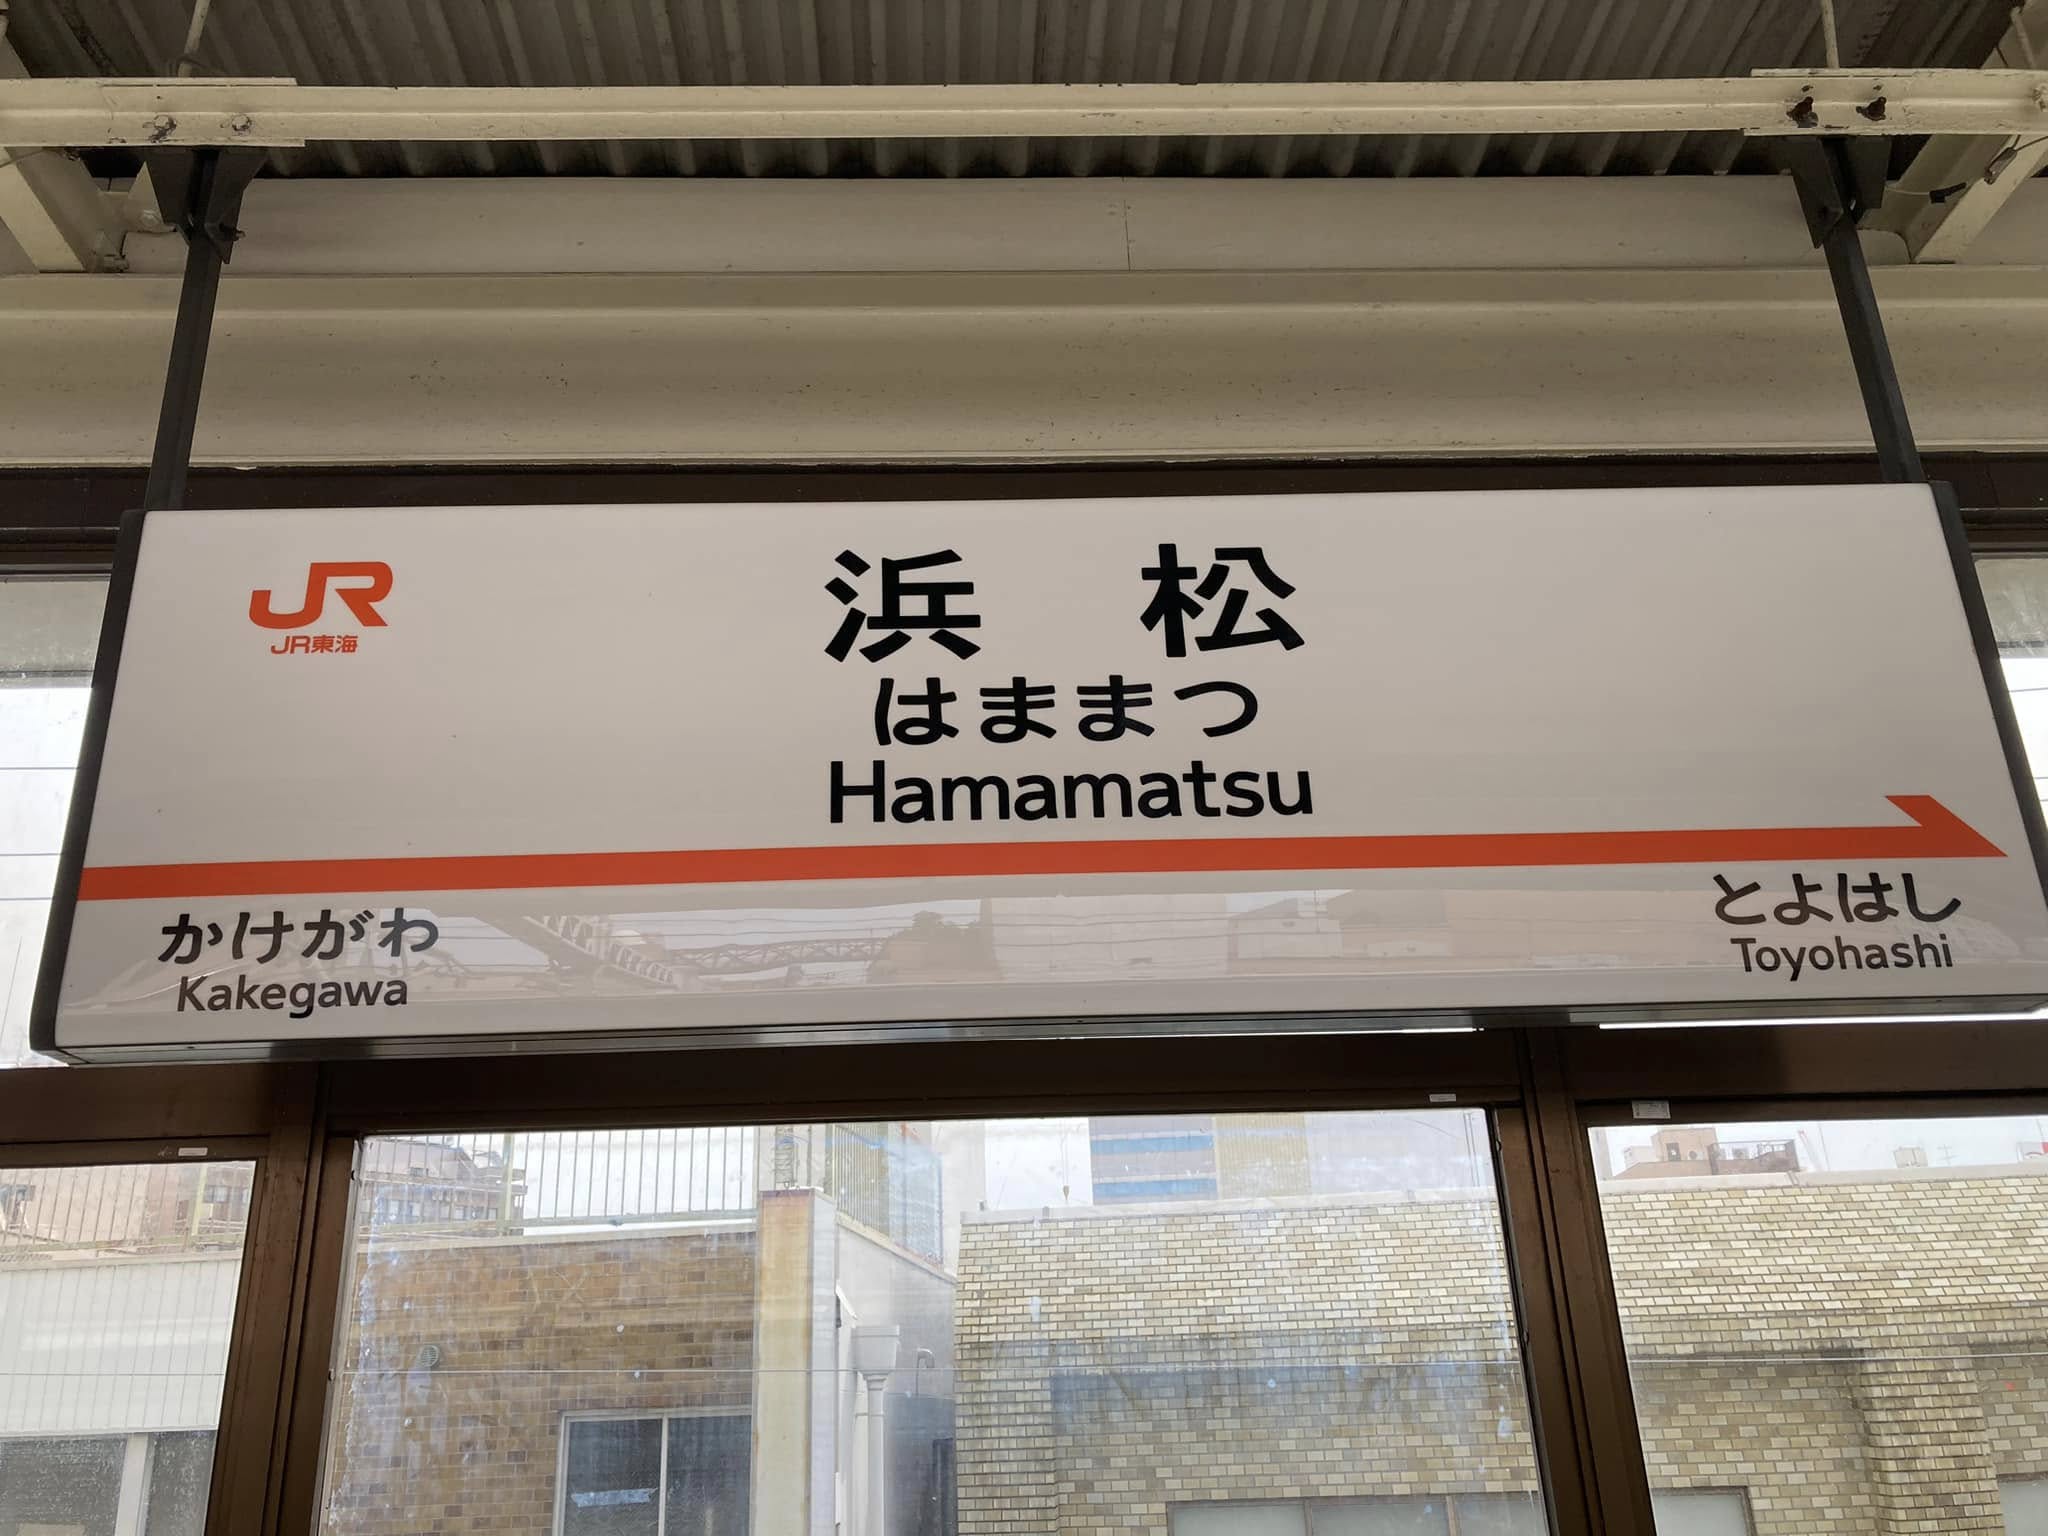 JR
JR東海
浜松
はままつ
Hamamatsu
かけがわ
Kakegawa
とよはし
Toyohashi